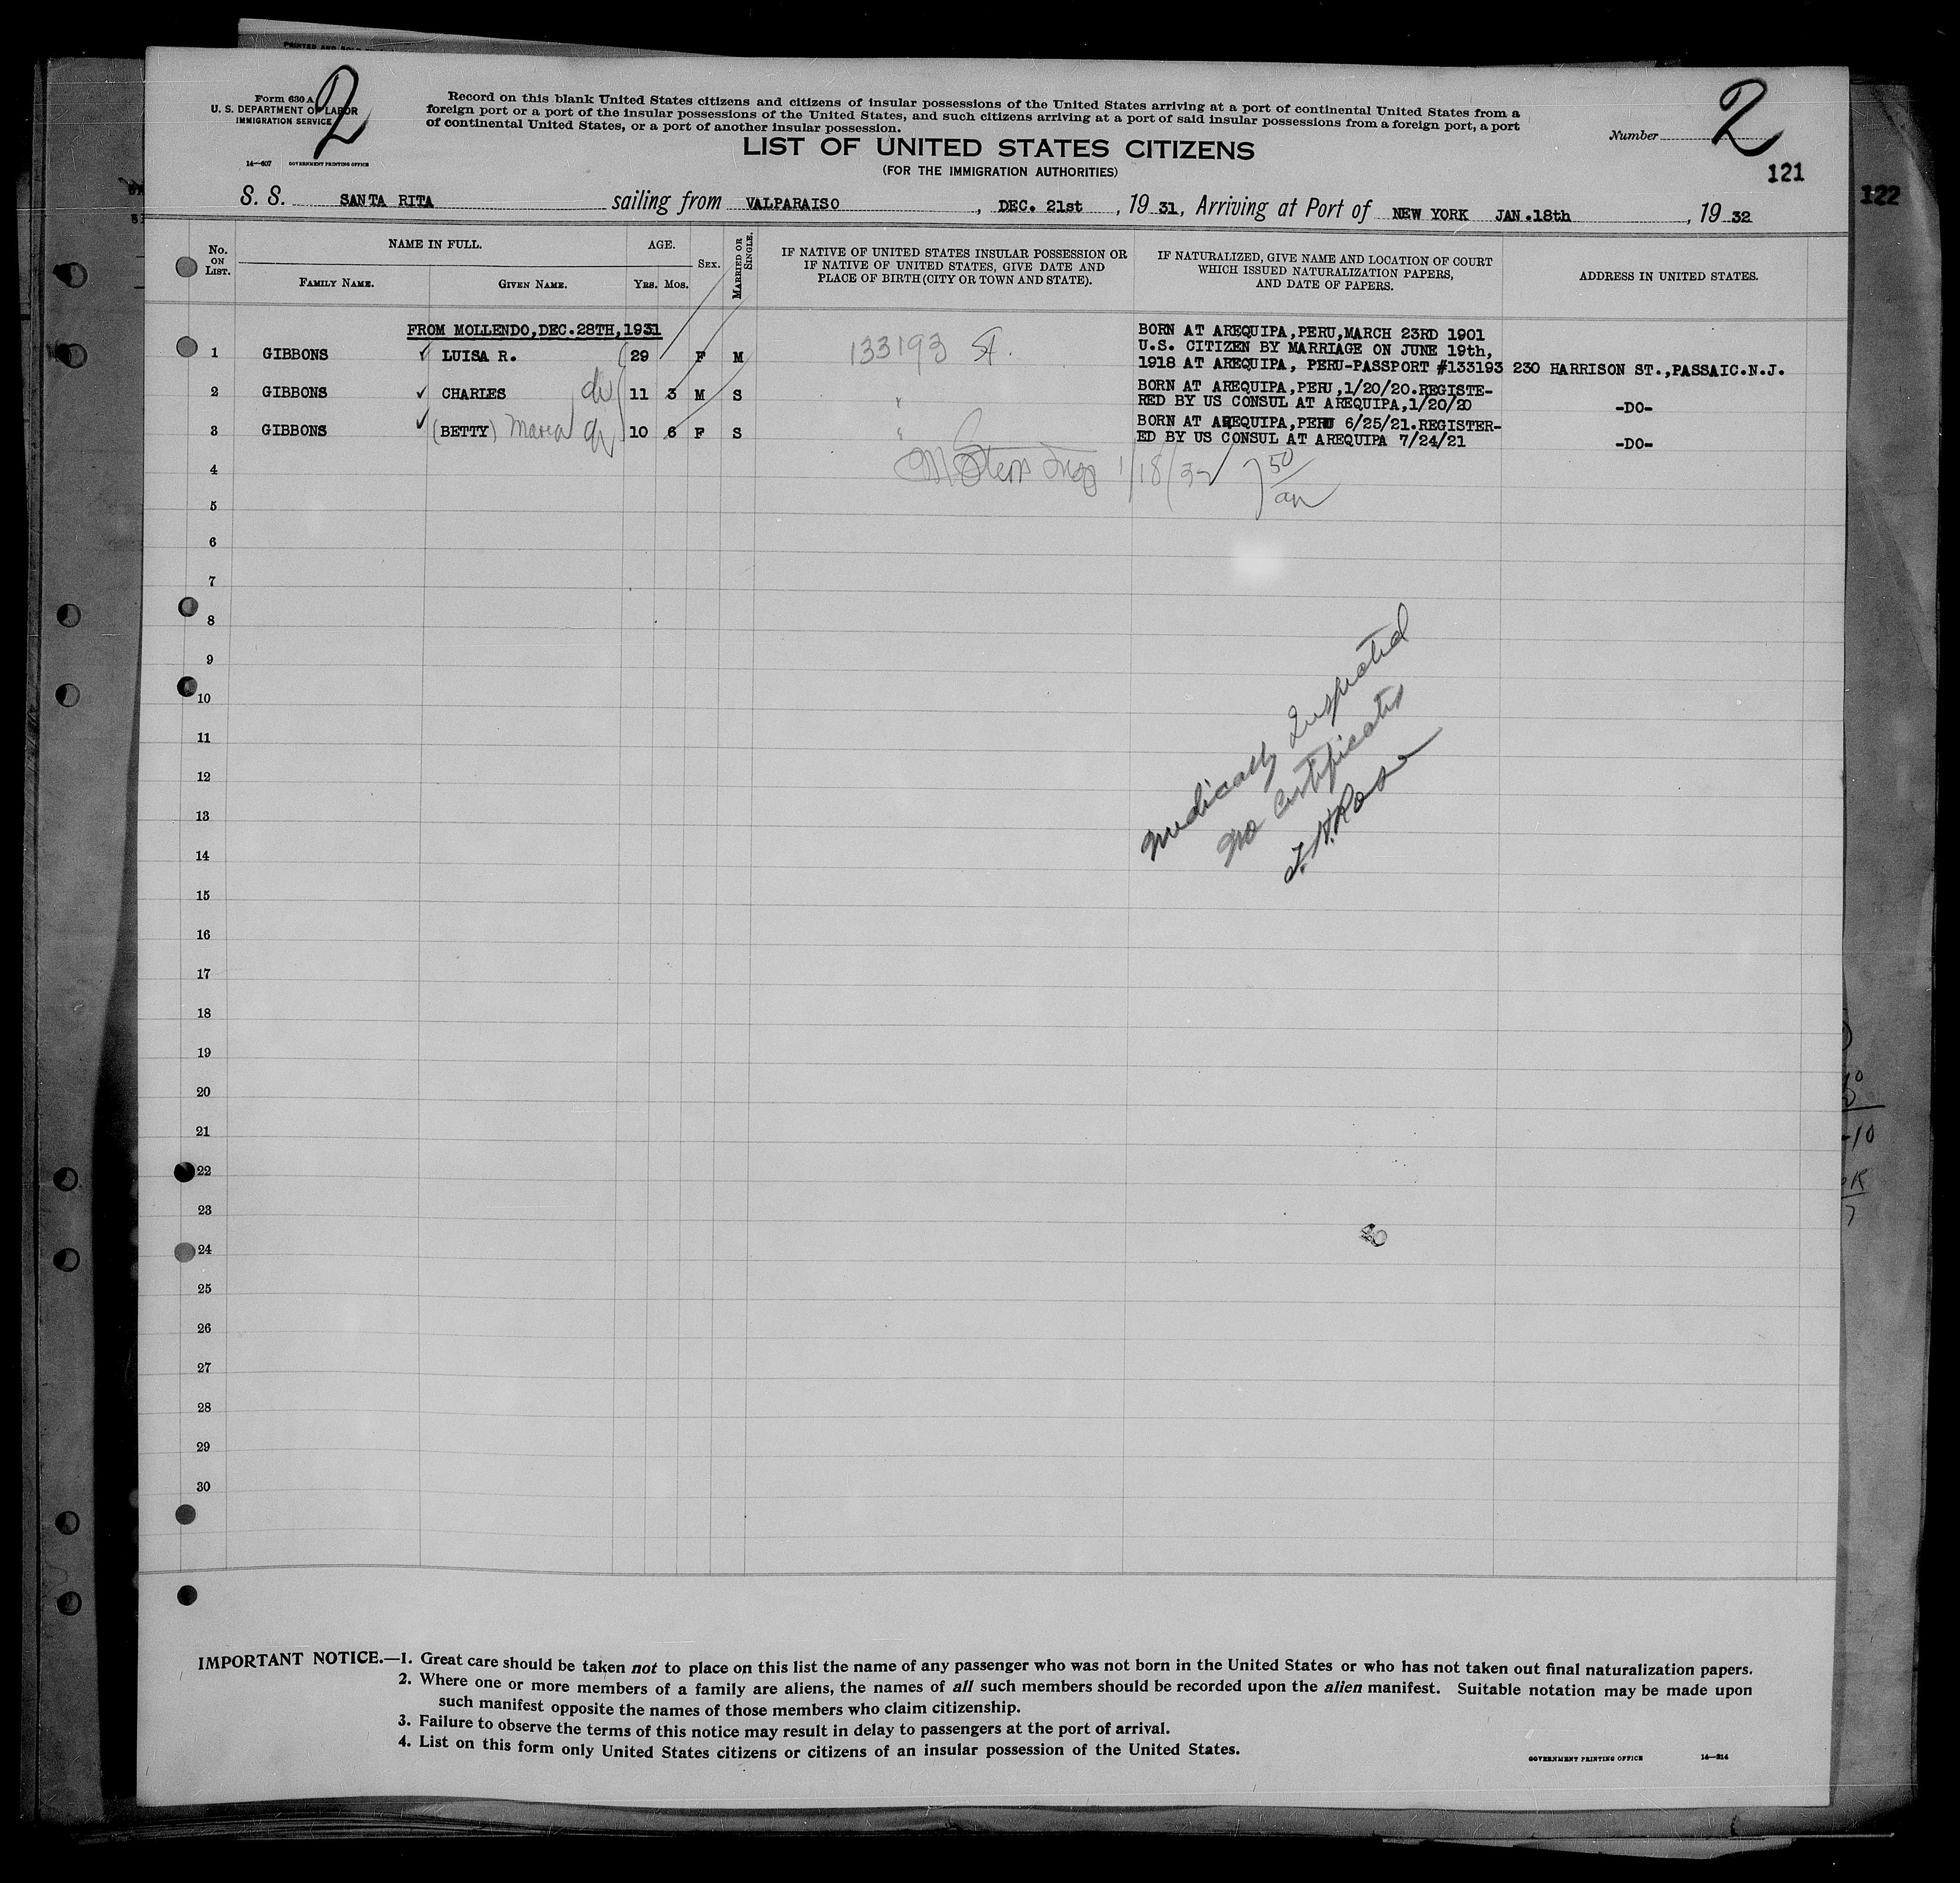 PRINTED AND SOLD
Form 630 A
U. S. DEPARTMENT OF LABOR
IMMIGRATION SERVICE
2
14—607 GOVERNMENT PRINTING OFFICE
Record on this blank United States citizens and citizens of insular possessions of the United States arriving at a port of continental United States from a
foreign port or a port of the insular possessions of the United States, and such citizens arriving at a port of said insular possessions from a foreign port, a port
of continental United States, or a port of another insular possession.
Number 2
LIST OF UNITED STATES CITIZENS
(FOR THE IMMIGRATION AUTHORITIES)
121
122
S. S. SANTA RITA sailing from VALPARAISO , DEC. 21st , 19 31, Arriving at Port of NEW YORK JAN.18th , 19 32
No. ON LIST.
NAME IN FULL.
FAMILY NAME. GIVEN NAME.
AGE.
YRS. MOS.
SEX.
MARRIED OR SINGLE.
IF NATIVE OF UNITED STATES INSULAR POSSESSION OR
IF NATIVE OF UNITED STATES, GIVE DATE AND
PLACE OF BIRTH (CITY OR TOWN AND STATE).
IF NATURALIZED, GIVE NAME AND LOCATION OF COURT
WHICH ISSUED NATURALIZATION PAPERS,
AND DATE OF PAPERS.
ADDRESS IN UNITED STATES.
FROM MOLLENDO,DEC.28TH,1931
1 GIBBONS ✓ LUISA R. 29 F M 133193 St.
BORN AT AREQUIPA,PERU,MARCH 23RD 1901
U.S. CITIZEN BY MARRIAGE ON JUNE 19th,
1918 AT AREQUIPA, PERU-PASSPORT #133193 230 HARRISON ST.,PASSAIC.N.J.
2 GIBBONS ✓ CHARLES 11 3 M S "
BORN AT AREQUIPA,PERU,1/20/20.REGISTE-
RED BY US CONSUL AT AREQUIPA,1/20/20 -DO-
3 GIBBONS ✓ (BETTY) Maria 10 6 F S "
BORN AT AREQUIPA,PERU 6/25/21.REGISTER-
ED BY US CONSUL AT AREQUIPA 7/24/21 -DO-
4
1/18/32 7 50/am
5
6
7
8
9
10
11
12
13
14
Medically Inspected
No Certificates
15
16
17
18
19
20
21
22
23
24
25
26
27
28
29
30
IMPORTANT NOTICE.—1. Great care should be taken not to place on this list the name of any passenger who was not born in the United States or who has not taken out final naturalization papers.
2. Where one or more members of a family are aliens, the names of all such members should be recorded upon the alien manifest. Suitable notation may be made upon
such manifest opposite the names of those members who claim citizenship.
3. Failure to observe the terms of this notice may result in delay to passengers at the port of arrival.
4. List on this form only United States citizens or citizens of an insular possession of the United States.
GOVERNMENT PRINTING OFFICE 14—214